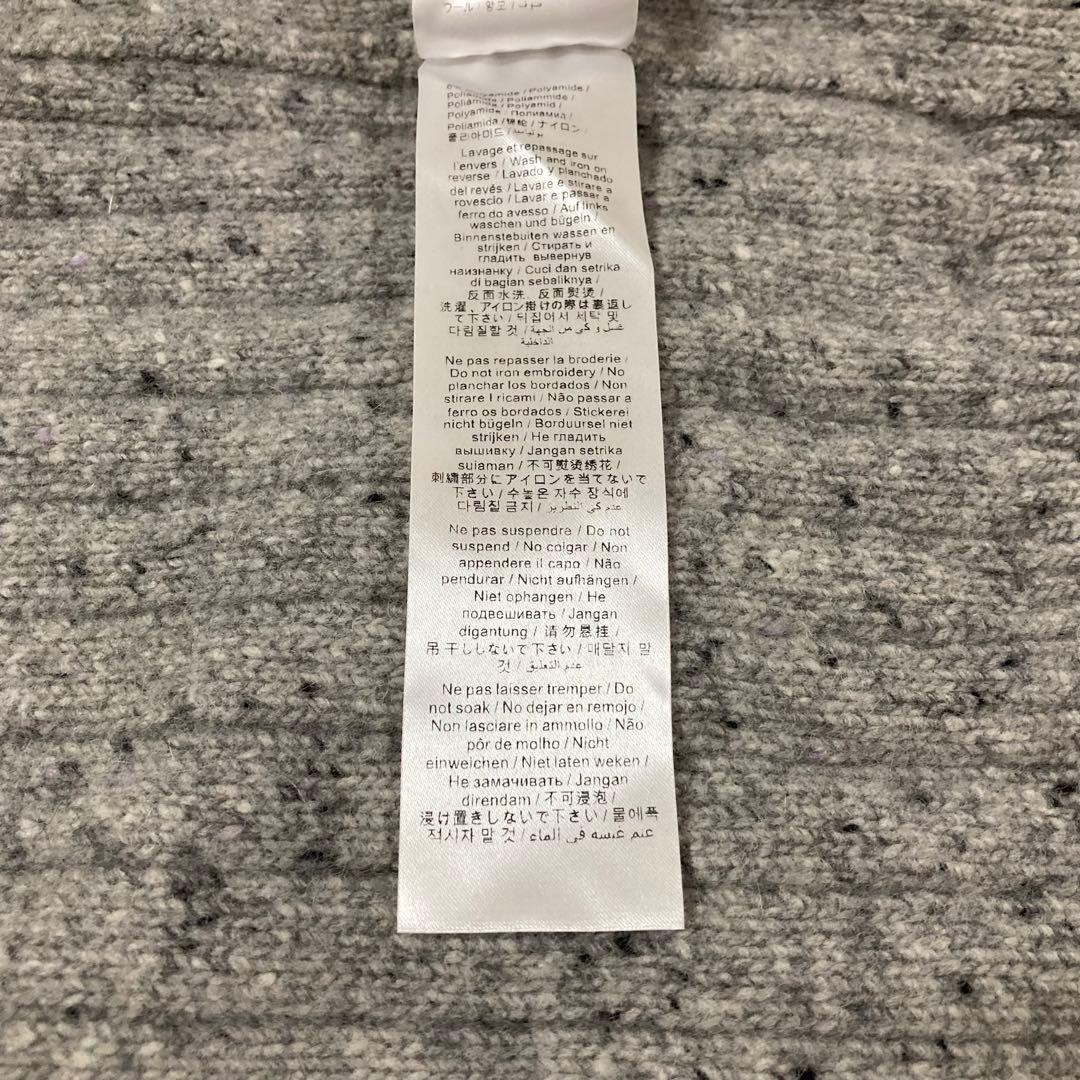 ウール / 양모 /
Poliamyamide / Polyamide /
Poliamida / Poliammide /
Poliamida / Polyamid /
Polyamide / Полиамид /
Poliamida / 锦纶 / ナイロン /
폴리아미드 /
Lavage et repassage sur
l'envers / Wash and iron on
reverse / Lavado y planchado
del revés / Lavare e stirare a
rovescio / Lavar e passar a
ferro do avesso / Auf links
waschen und bügeln /
Binnenstebuiten wassen en
strijken / Стирать и
гладить вывернув
наизнанку / Cuci dan setrika
di bagian sebaliknya /
反面水洗、反面熨烫 /
洗濯、アイロン掛けの際は裏返し
て下さい / 뒤집어서 세탁 및
다림질할 것 / غسل و كي من الجهة
الداخلية
Ne pas repasser la broderie /
Do not iron embroidery / No
planchar los bordados / Non
stirare I ricami / Não passar a
ferro os bordados / Stickerei
nicht bügeln / Borduursel niet
strijken / Не гладить
вышивку / Jangan setrika
sulaman / 不可熨烫绣花 /
刺繍部分にアイロンを当てないで
下さい / 수놓은 자수 장식에
다림질 금지 / عدم كي التطريز
Ne pas suspendre / Do not
suspend / No colgar / Non
appendere il capo / Não
pendurar / Nicht aufhängen /
Niet ophangen / Не
подвешивать / Jangan
digantung / 请勿悬挂 /
吊干ししないで下さい / 매달지 말
것 / عدم التعليق
Ne pas laisser tremper / Do
not soak / No dejar en remojo /
Non lasciare in ammollo / Não
pôr de molho / Nicht
einweichen / Niet laten weken /
Не замачивать / Jangan
direndam / 不可浸泡 /
浸け置きしないで下さい / 물에푹
적시자 말 것 / عدم غمسه في الماء